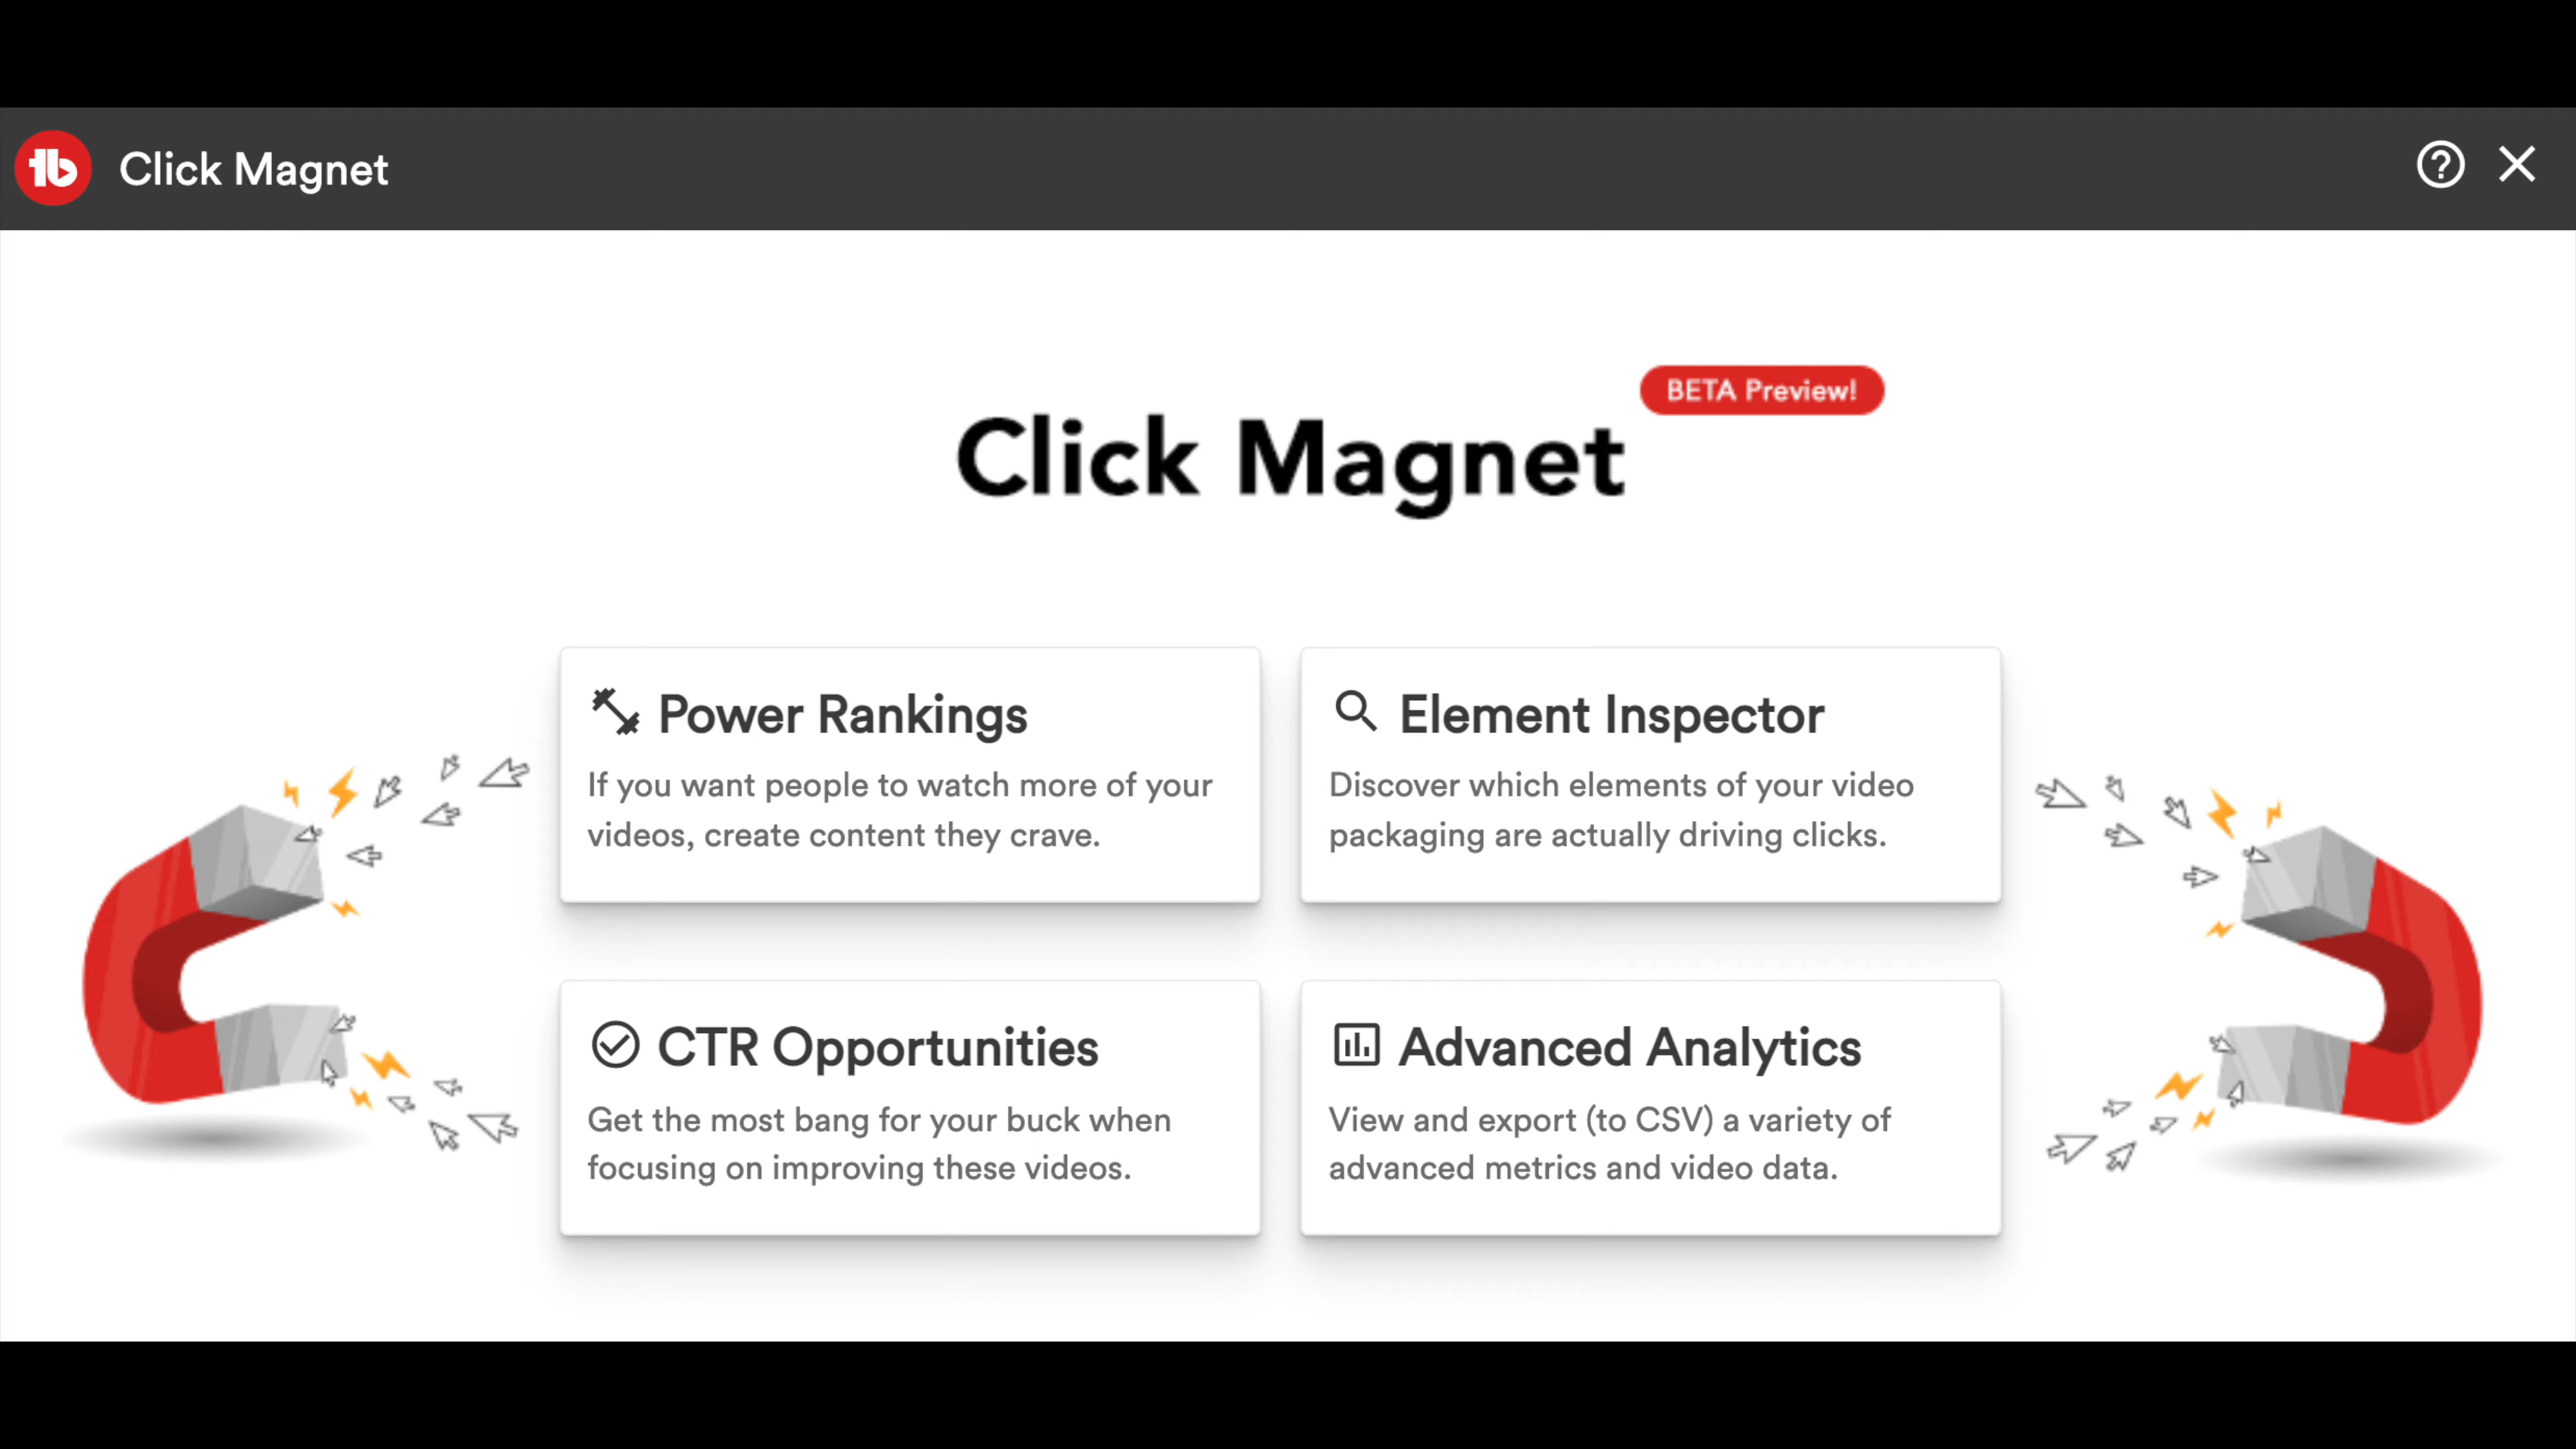 tb
Click Magnet
BETA Preview!
Click Magnet
Power Rankings
If you want people to watch more of your
videos, create content they crave.
Element Inspector
Discover which elements of your video
packaging are actually driving clicks.
CTR Opportunities
Get the most bang for your buck when
focusing on improving these videos.
Advanced Analytics
View and export (to CSV) a variety of
advanced metrics and video data.